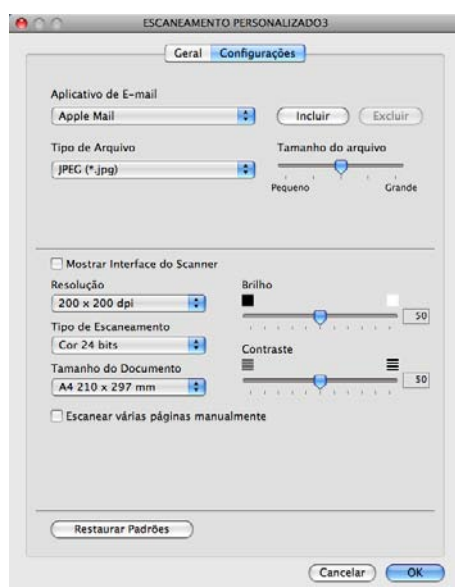 ESCANEAMENTO PERSONALIZADO3
Geral Configurações
Aplicativo de E-mail
Apple Mail Incluir Excluir
Tipo de Arquivo Tamanho do arquivo
JPEG (*.jpg)
Pequeno Grande
Mostrar Interface do Scanner
Resolução Brilho
200 x 200 dpi
50
Tipo de Escaneamento
Cor 24 bits
Contraste
Tamanho do Documento
A4 210 x 297 mm 50
Escanear várias páginas manualmente
Restaurar Padrões
Cancelar OK